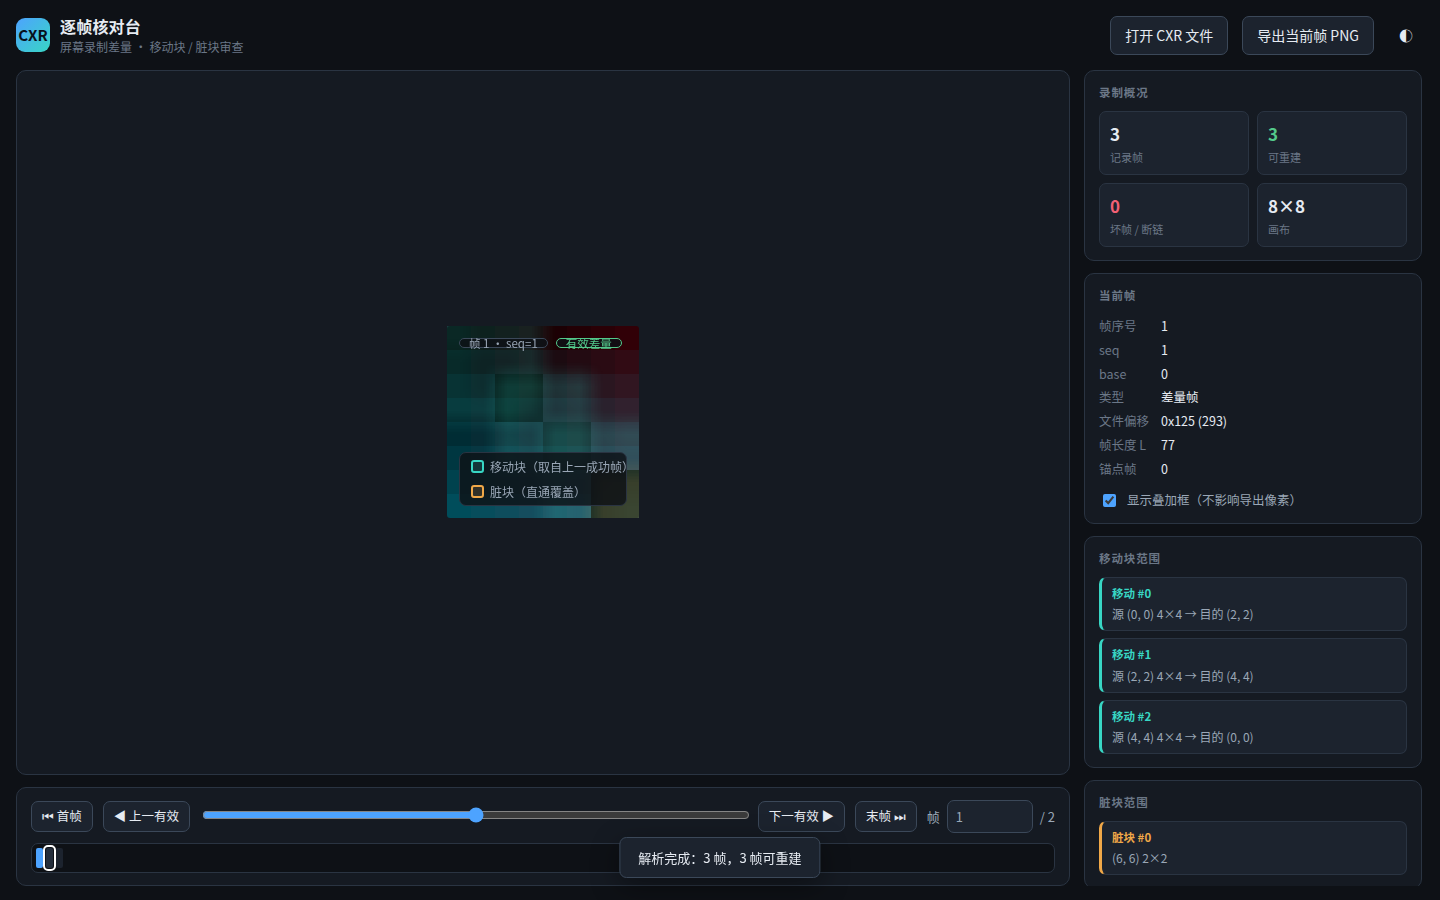 CXR
逐帧核对台
屏幕录制差量 · 移动块 / 脏块审查
打开 CXR 文件
导出当前帧 PNG
帧 1 · seq=1
有效差量
移动块（取自上一成功帧）
脏块（直通覆盖）
⏮ 首帧
◀ 上一有效
下一有效 ▶
末帧 ⏭
帧
1
/ 2
解析完成：3 帧，3 帧可重建
录制概况
3
记录帧
3
可重建
0
坏帧 / 断链
8×8
画布
当前帧
帧序号 1
seq 1
base 0
类型 差量帧
文件偏移 0x125 (293)
帧长度 L 77
锚点帧 0
显示叠加框（不影响导出像素）
移动块范围
移动 #0
源 (0, 0) 4×4 → 目的 (2, 2)
移动 #1
源 (2, 2) 4×4 → 目的 (4, 4)
移动 #2
源 (4, 4) 4×4 → 目的 (0, 0)
脏块范围
脏块 #0
(6, 6) 2×2